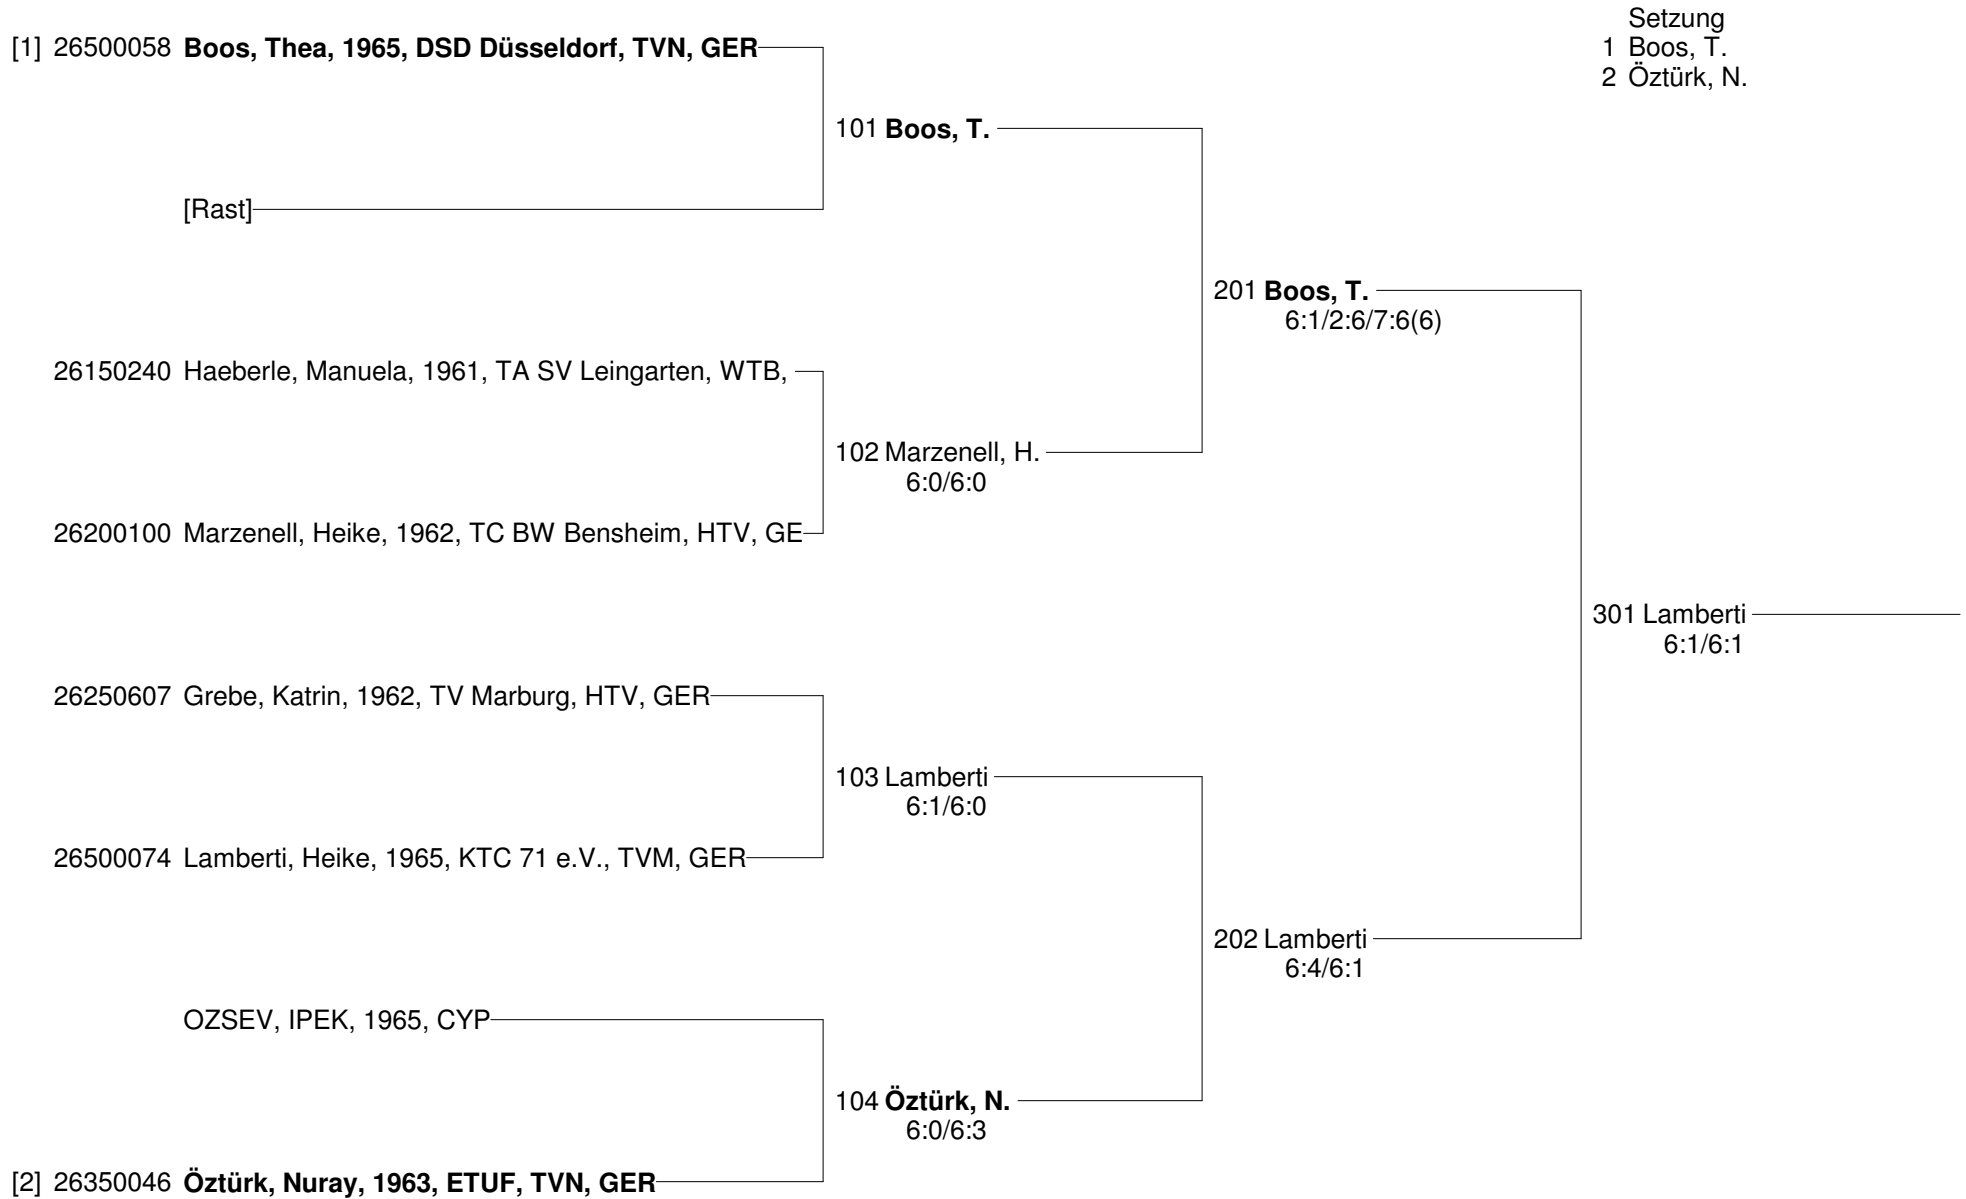 Setzung
[1] 26500058 Boos, Thea, 1965, DSD Düsseldorf, TVN, GER
1 Boos, T.
2 Öztürk, N.
101 Boos, T.
[Rast]
201 Boos, T.
6:1/2:6/7:6(6)
26150240 Haeberle, Manuela, 1961, TA SV Leingarten, WTB,
102 Marzenell, H.
6:0/6:0
26200100 Marzenell, Heike, 1962, TC BW Bensheim, HTV, GE
301 Lamberti
6:1/6:1
26250607 Grebe, Katrin, 1962, TV Marburg, HTV, GER
103 Lamberti
6:1/6:0
26500074 Lamberti, Heike, 1965, KTC 71 e.V., TVM, GER
202 Lamberti
6:4/6:1
OZSEV, IPEK, 1965, CYP
104 Öztürk, N.
6:0/6:3
[2] 26350046 Öztürk, Nuray, 1963, ETUF, TVN, GER